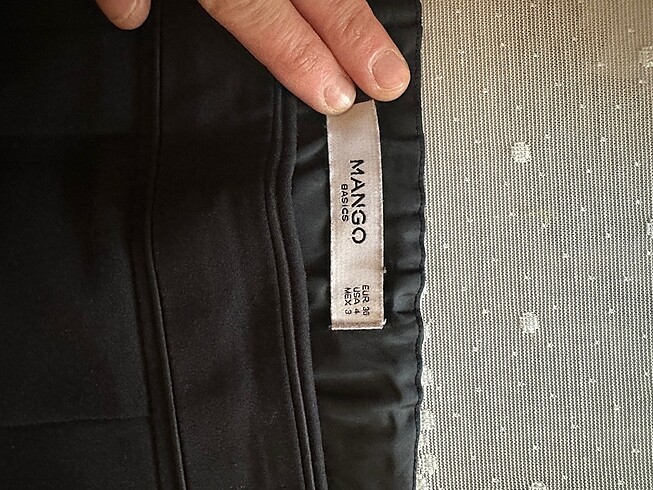 MANGO
BASICS
EUR 36
USA 4
MEX 3